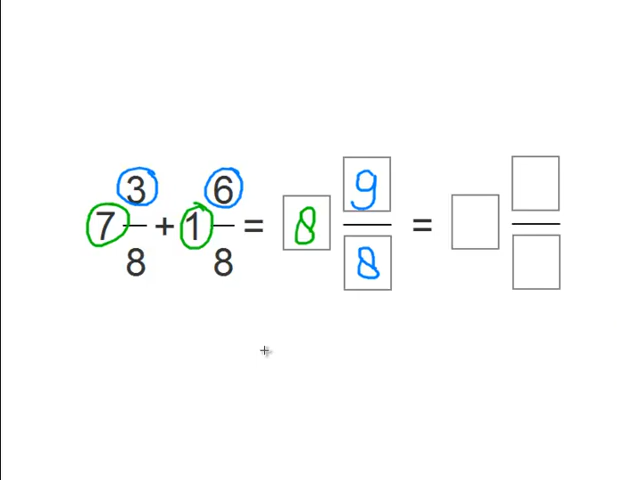 7 3/8 + 1 6/8 = 8 9/8 =